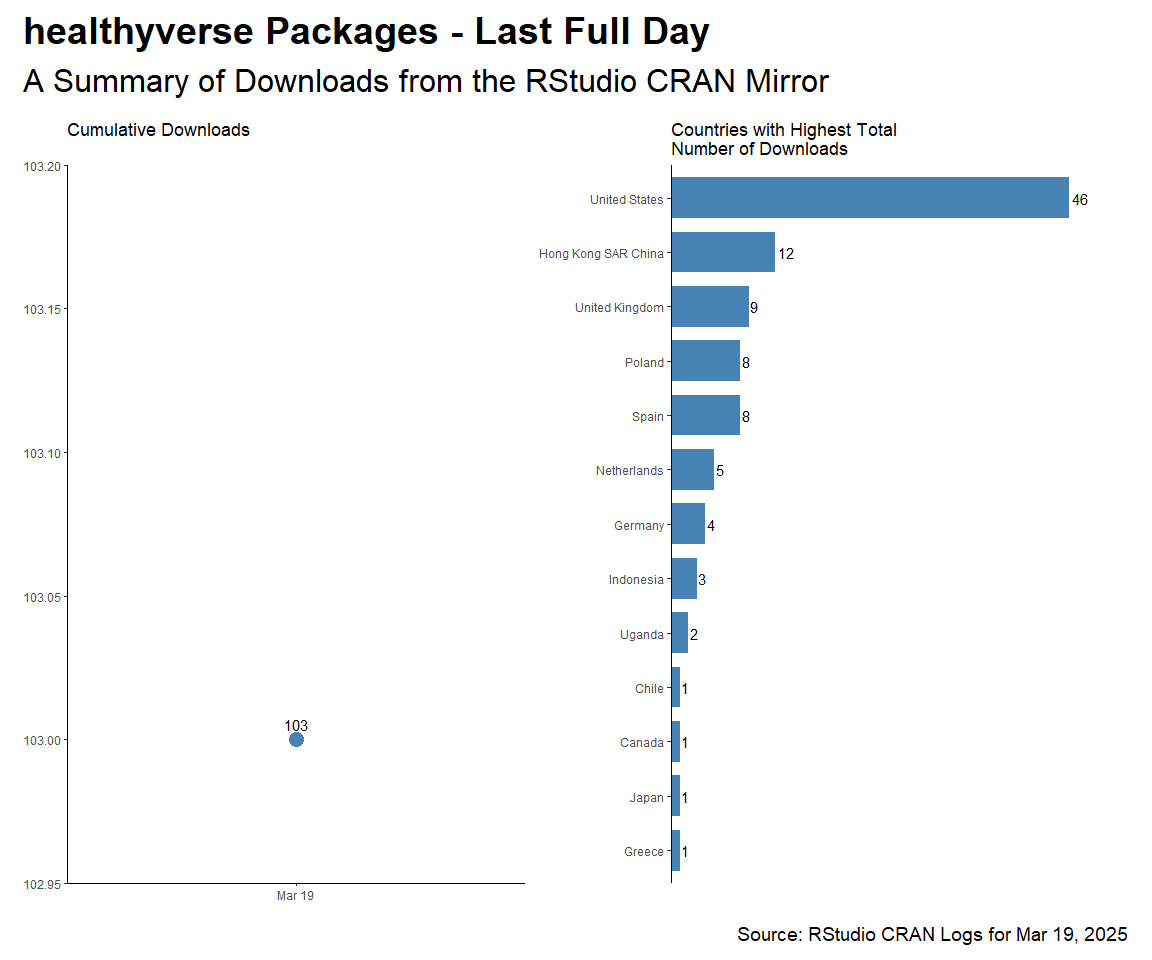 healthyverse Packages - Last Full Day
A Summary of Downloads from the RStudio CRAN Mirror
Cumulative Downloads
103.20
103.15
103.10
103.05
103.00
102.95
103
Mar 19
Countries with Highest Total
Number of Downloads
United States 46
Hong Kong SAR China 12
United Kingdom 9
Poland 8
Spain 8
Netherlands 5
Germany 4
Indonesia 3
Uganda 2
Chile 1
Canada 1
Japan 1
Greece 1
Source: RStudio CRAN Logs for Mar 19, 2025